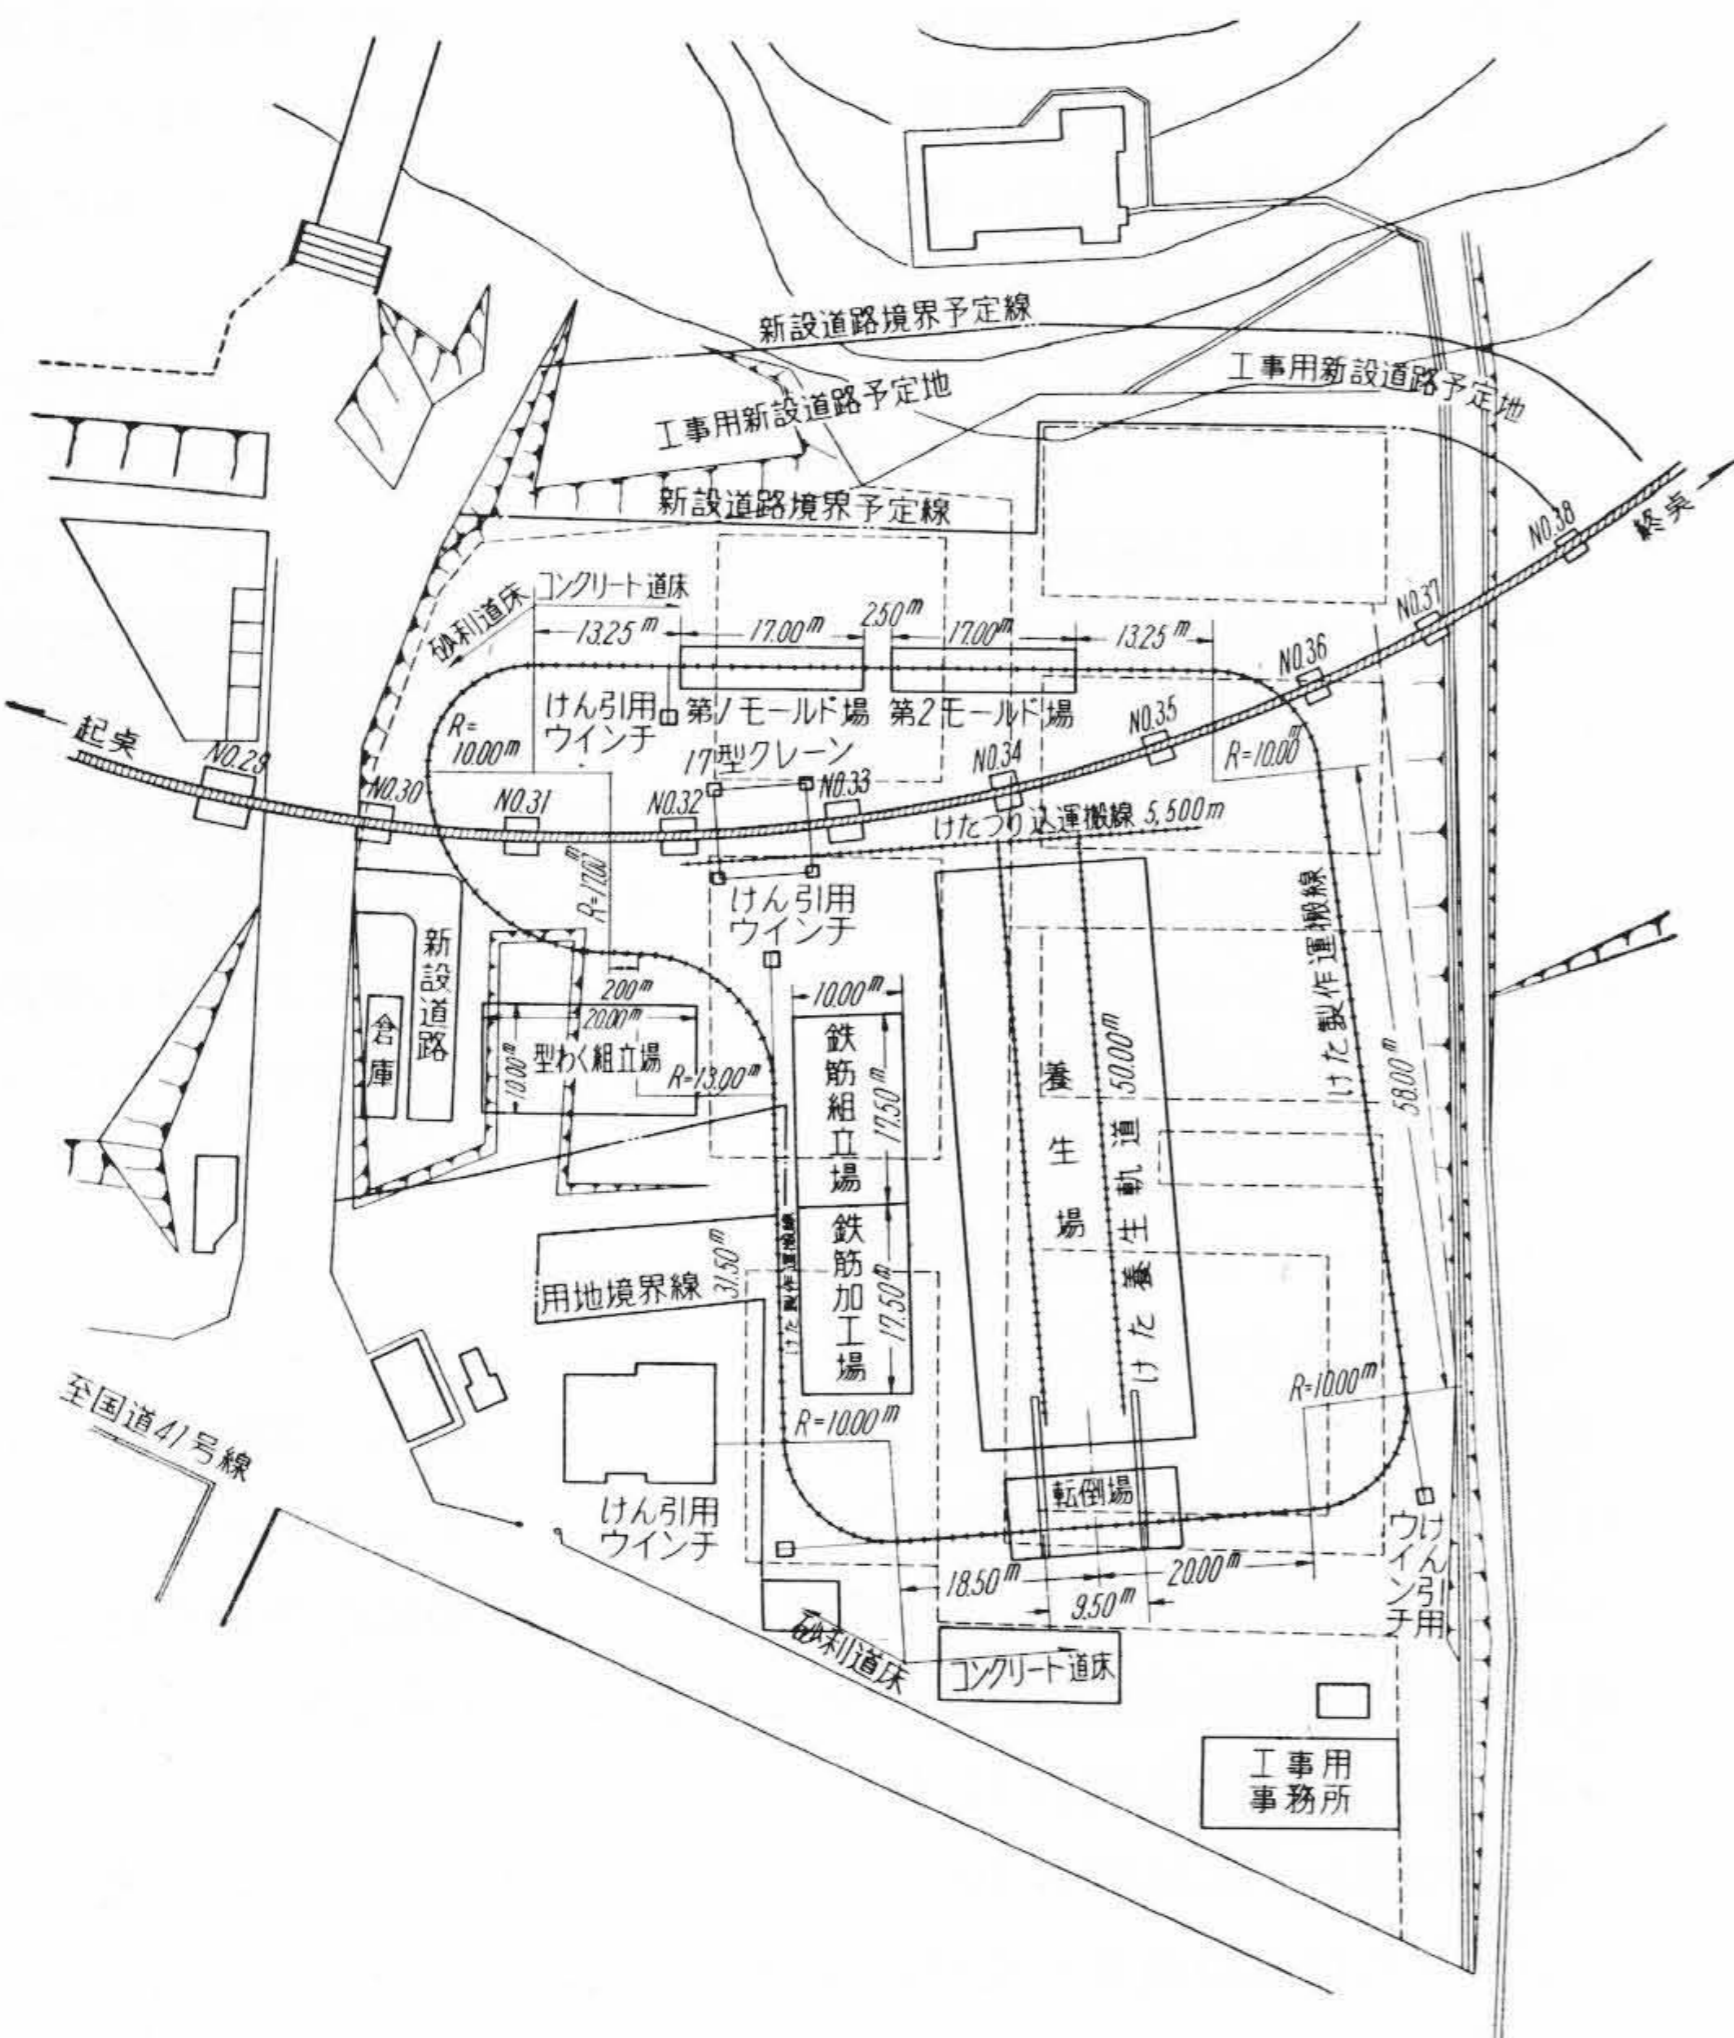 新設道路境界予定線
工事用新設道路予定地
工事用新設道路予定地
新設道路境界予定線
NO.38
終点
NO.37
コンクリート道床
砂利道床
13.25m
17.00m
2.50m
17.00m
13.25m
NO.36
けん引用
ウインチ
第1モールド場
第2モールド場
NO.35
R=
10.00m
R=10.00m
起点
NO.29
17型クレーン
NO.34
NO.30
NO.31
NO.32
NO.33
けたつり込運搬線 5,500m
R=17.00m
けん引用
ウインチ
けた製作運搬線
新設道路
倉庫
2.00m
20.00m
10.00m
型わく組立場
R=13.00m
10.00m
鉄筋組立場
17.50m
養生場
けた養生軌道 50.00m
58.00m
鉄筋加工場
17.50m
けた製作運搬線
31.50m
用地境界線
R=10.00m
R=10.00m
至国道41号線
転倒場
けん引用
ウインチ
けん引用
ウインチ
18.50m
20.00m
9.50m
砂利道床
コンクリート道床
工事用
事務所